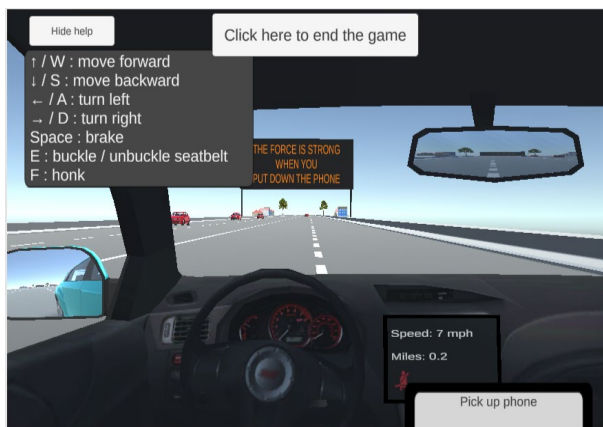 Hide help
Click here to end the game
↑ / W : move forward
↓ / S : move backward
← / A : turn left
→ / D : turn right
Space : brake
E : buckle / unbuckle seatbelt
F : honk
THE FORCE IS STRONG
WHEN YOU
PUT DOWN THE PHONE
Speed: 7 mph
Miles: 0.2
Pick up phone